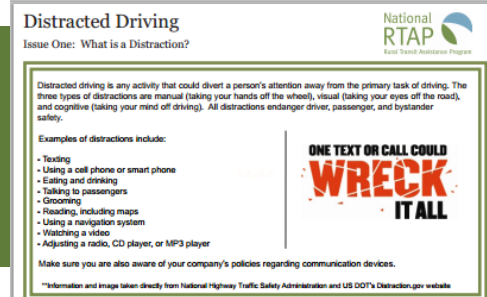 Distracted Driving
Issue One: What is a Distraction?
National
RTAP
Rural Transit Assistance Program
Distracted driving is any activity that could divert a person's attention away from the primary task of driving. The
three types of distractions are manual (taking your hands off the wheel), visual (taking your eyes off the road),
and cognitive (taking your mind off driving). All distractions endanger driver, passenger, and bystander
safety.
Examples of distractions include:
- Texting
- Using a cell phone or smart phone
- Eating and drinking
- Talking to passengers
- Grooming
- Reading, including maps
- Using a navigation system
- Watching a video
- Adjusting a radio, CD player, or MP3 player
ONE TEXT OR CALL COULD
WRECK
IT ALL
Make sure you are also aware of your company's policies regarding communication devices.
**Information and image taken directly from National Highway Traffic Safety Administration and US DOT's Distraction.gov website